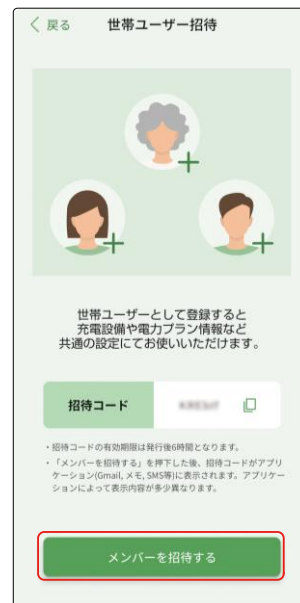 戻る 世帯ユーザー招待
世帯ユーザーとして登録すると
充電設備や電力プラン情報など
共通の設定にてお使いいただけます。
招待コード
・招待コードの有効期限は発行後6時間となります。
・「メンバーを招待する」を押下した後、招待コードがアプリ
ケーション(Gmail, メモ, SMS等)に表示されます。アプリケー
ションによって表示内容が多少異なります。
メンバーを招待する